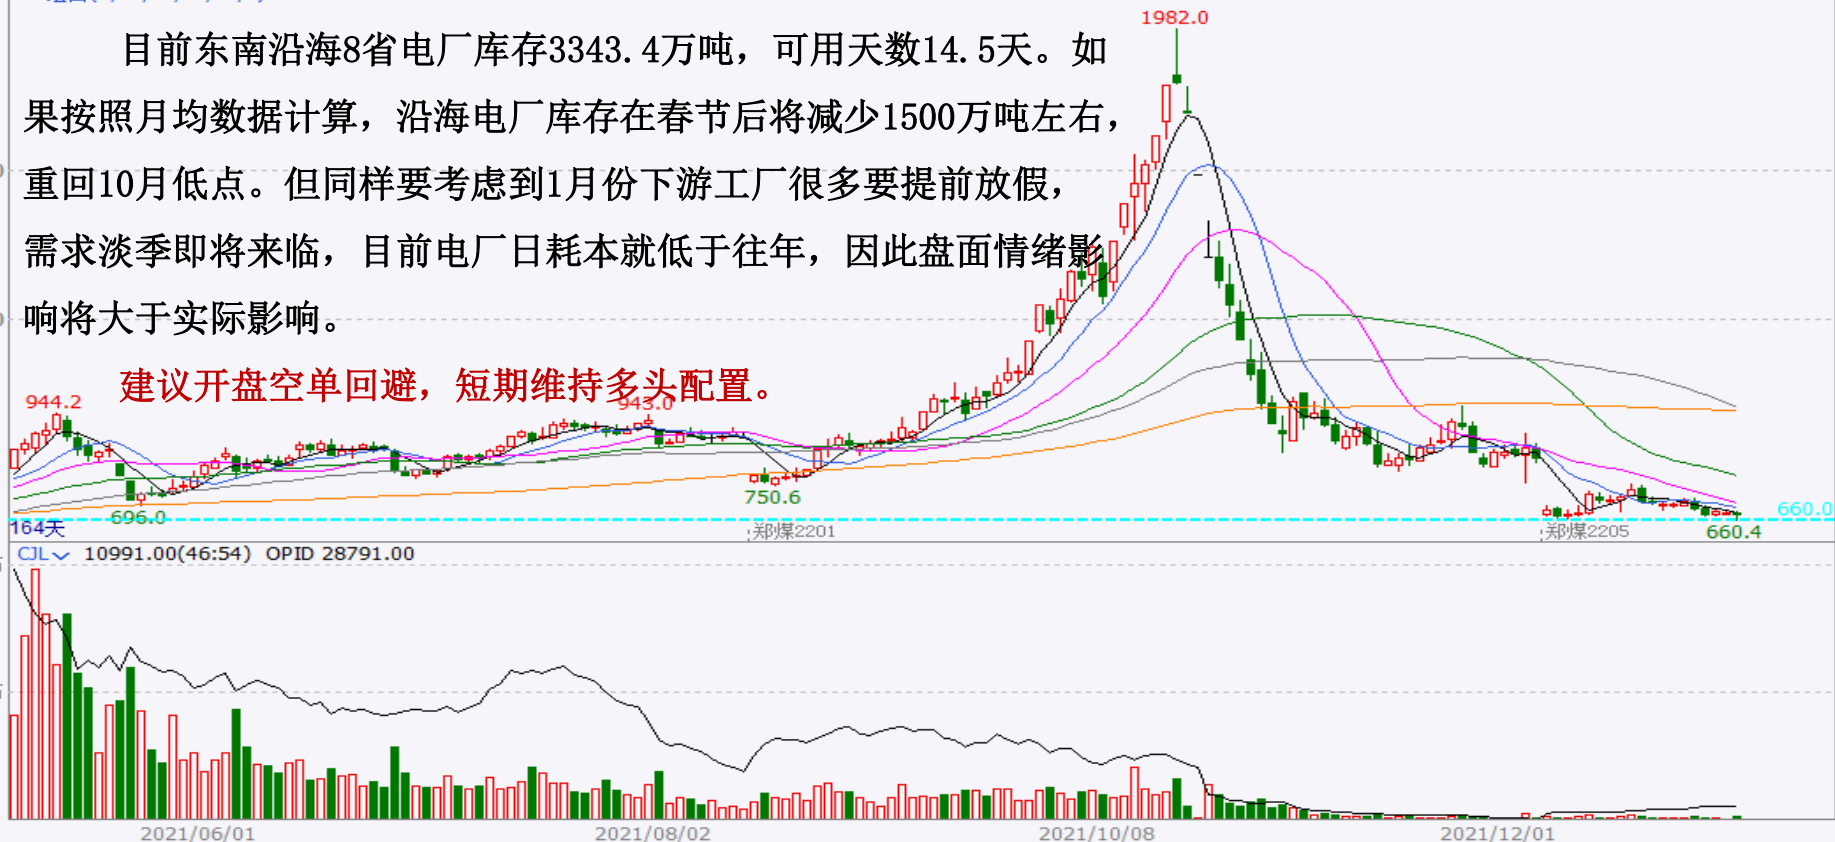 1982.0
目前东南沿海8省电厂库存3343.4万吨，可用天数14.5天。如
果按照月均数据计算，沿海电厂库存在春节后将减少1500万吨左右，
重回10月低点。但同样要考虑到1月份下游工厂很多要提前放假，
需求淡季即将来临，目前电厂日耗本就低于往年，因此盘面情绪影
响将大于实际影响。
建议开盘空单回避，短期维持多头配置。
944.2
943.0
750.6
696.0
660.0
164天
郑煤2201
郑煤2205
660.4
CJL 10991.00(46:54) OPID 28791.00
2021/06/01
2021/08/02
2021/10/08
2021/12/01